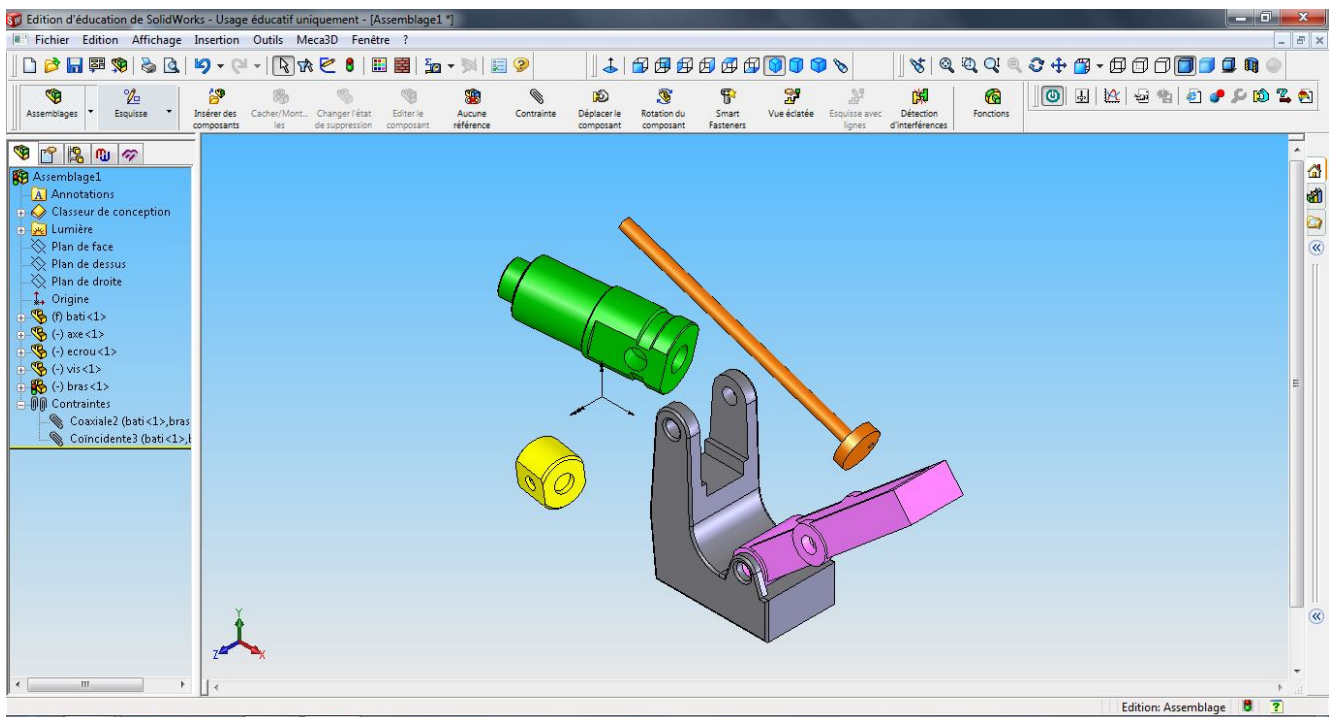 Edition d'éducation de SolidWorks - Usage éducatif uniquement - [Assemblage1 *]
Fichier Edition Affichage Insertion Outils Meca3D Fenêtre ?
Assemblages
Esquisse
Insérer des composants
Cacher/Mont... les
Changer l'état de suppression
Editer le composant
Aucune référence
Contrainte
Déplacer le composant
Rotation du composant
Smart Fasteners
Vue éclatée
Esquisse avec lignes
Détection d'interférences
Fonctions
Assemblage1
A Annotations
Classeur de conception
Lumière
Plan de face
Plan de dessus
Plan de droite
Origine
(f) bati<1>
(-) axe<1>
(-) ecrou<1>
(-) vis<1>
(-) bras<1>
Contraintes
Coaxiale2 (bati<1>,bras
Coïncidente3 (bati<1>,b
Y
Z
X
Edition: Assemblage